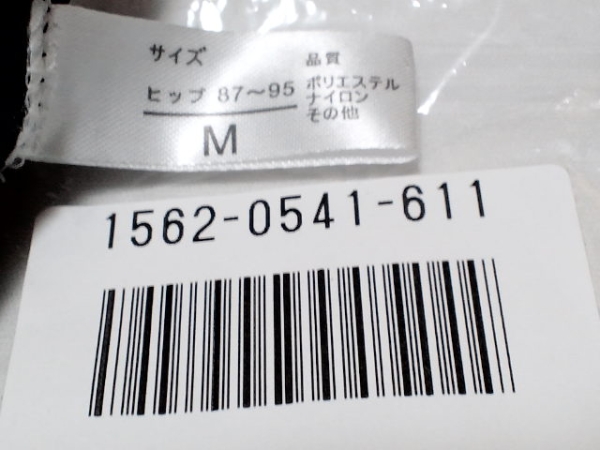 サイズ
ヒップ 87～95
M
品質
ポリエステル
ナイロン
その他
1562-0541-611